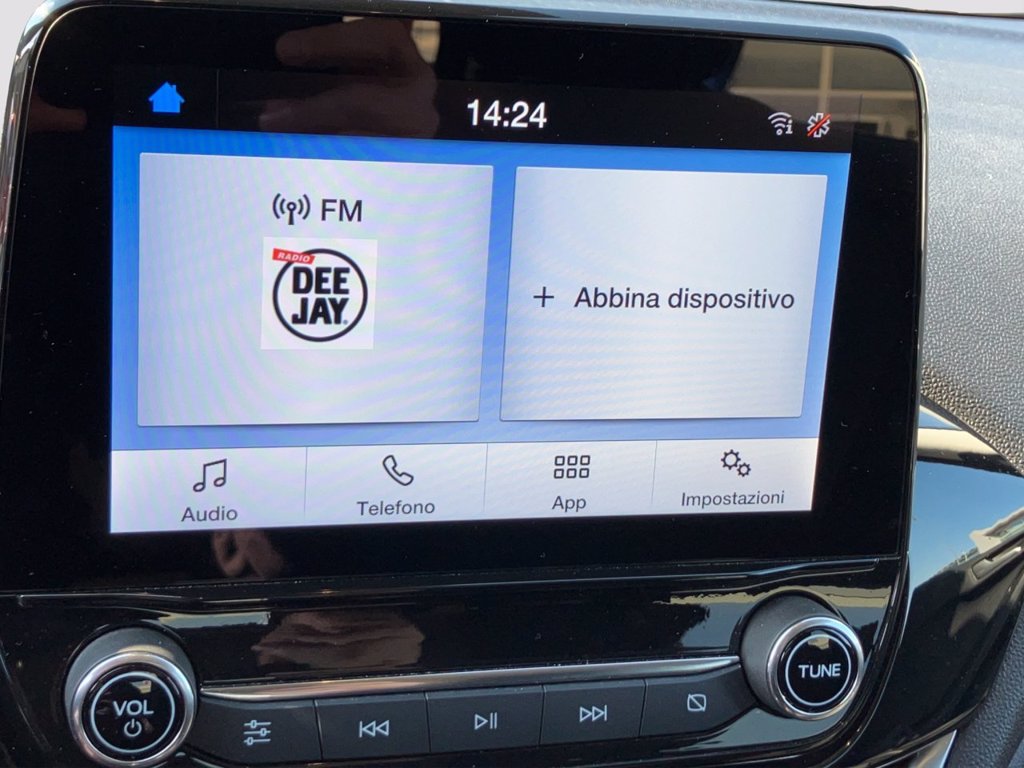 14:24
FM
RADIO
DEE
JAY
+ Abbina dispositivo
Audio
Telefono
App
Impostazioni
VOL
TUNE